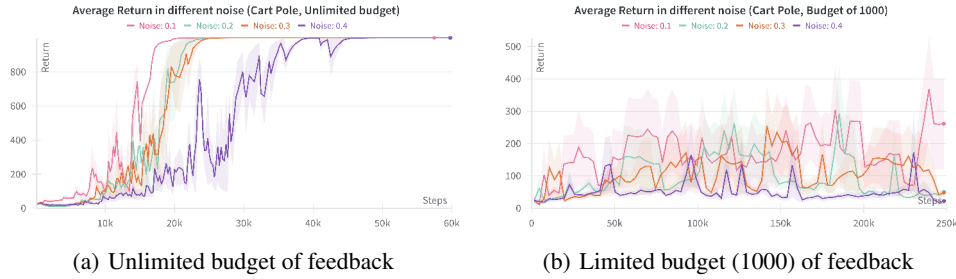 Average Return in different noise (Cart Pole, Unlimited budget)
Noise: 0.1 Noise: 0.2 Noise: 0.3 Noise: 0.4
Return
800
600
400
200
0
Steps
10k 20k 30k 40k 50k 60k
(a) Unlimited budget of feedback
Average Return in different noise (Cart Pole, Budget of 1000)
Noise: 0.1 Noise: 0.2 Noise: 0.3 Noise: 0.4
Return
500
400
300
200
100
0
Steps
0 50k 100k 150k 200k 250k
(b) Limited budget (1000) of feedback